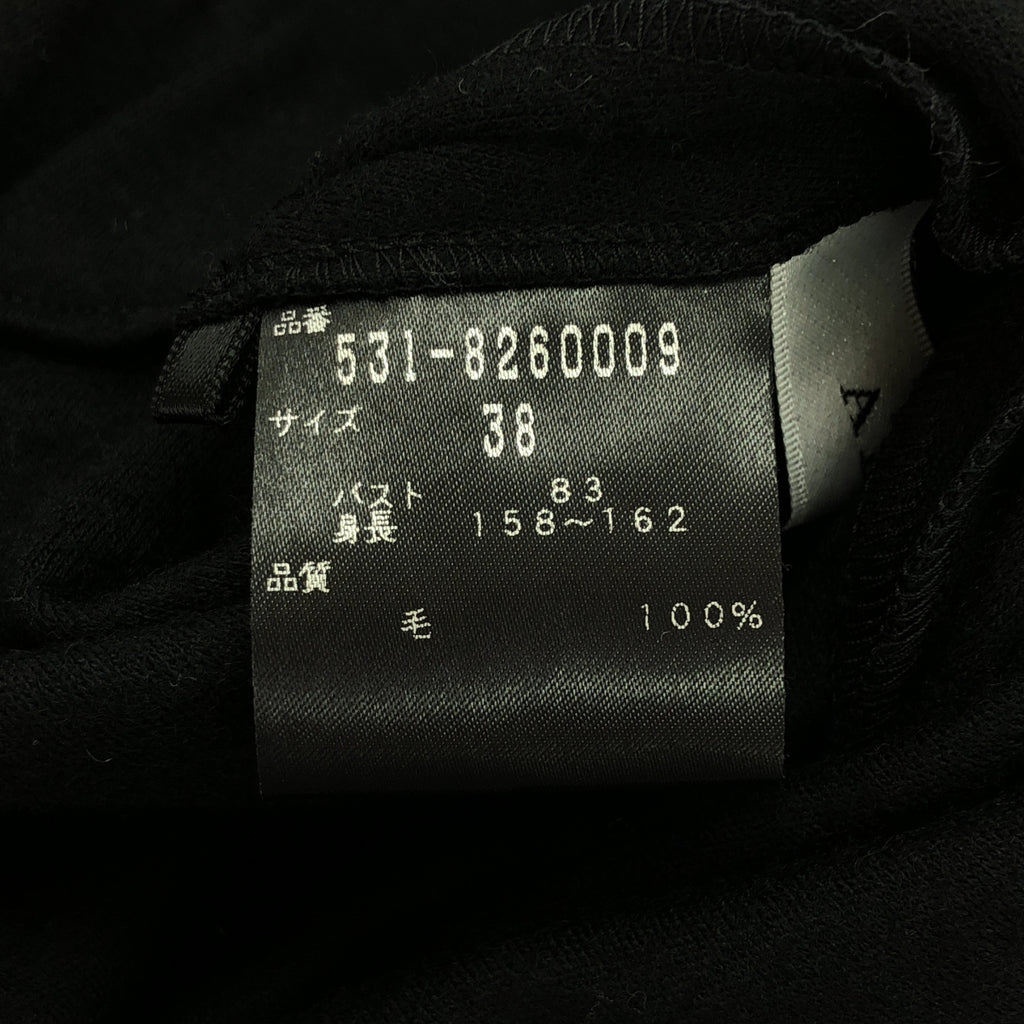 品番
531-8260009
サイズ 38
バスト 83
身長 158～162
品質
毛 100%
A